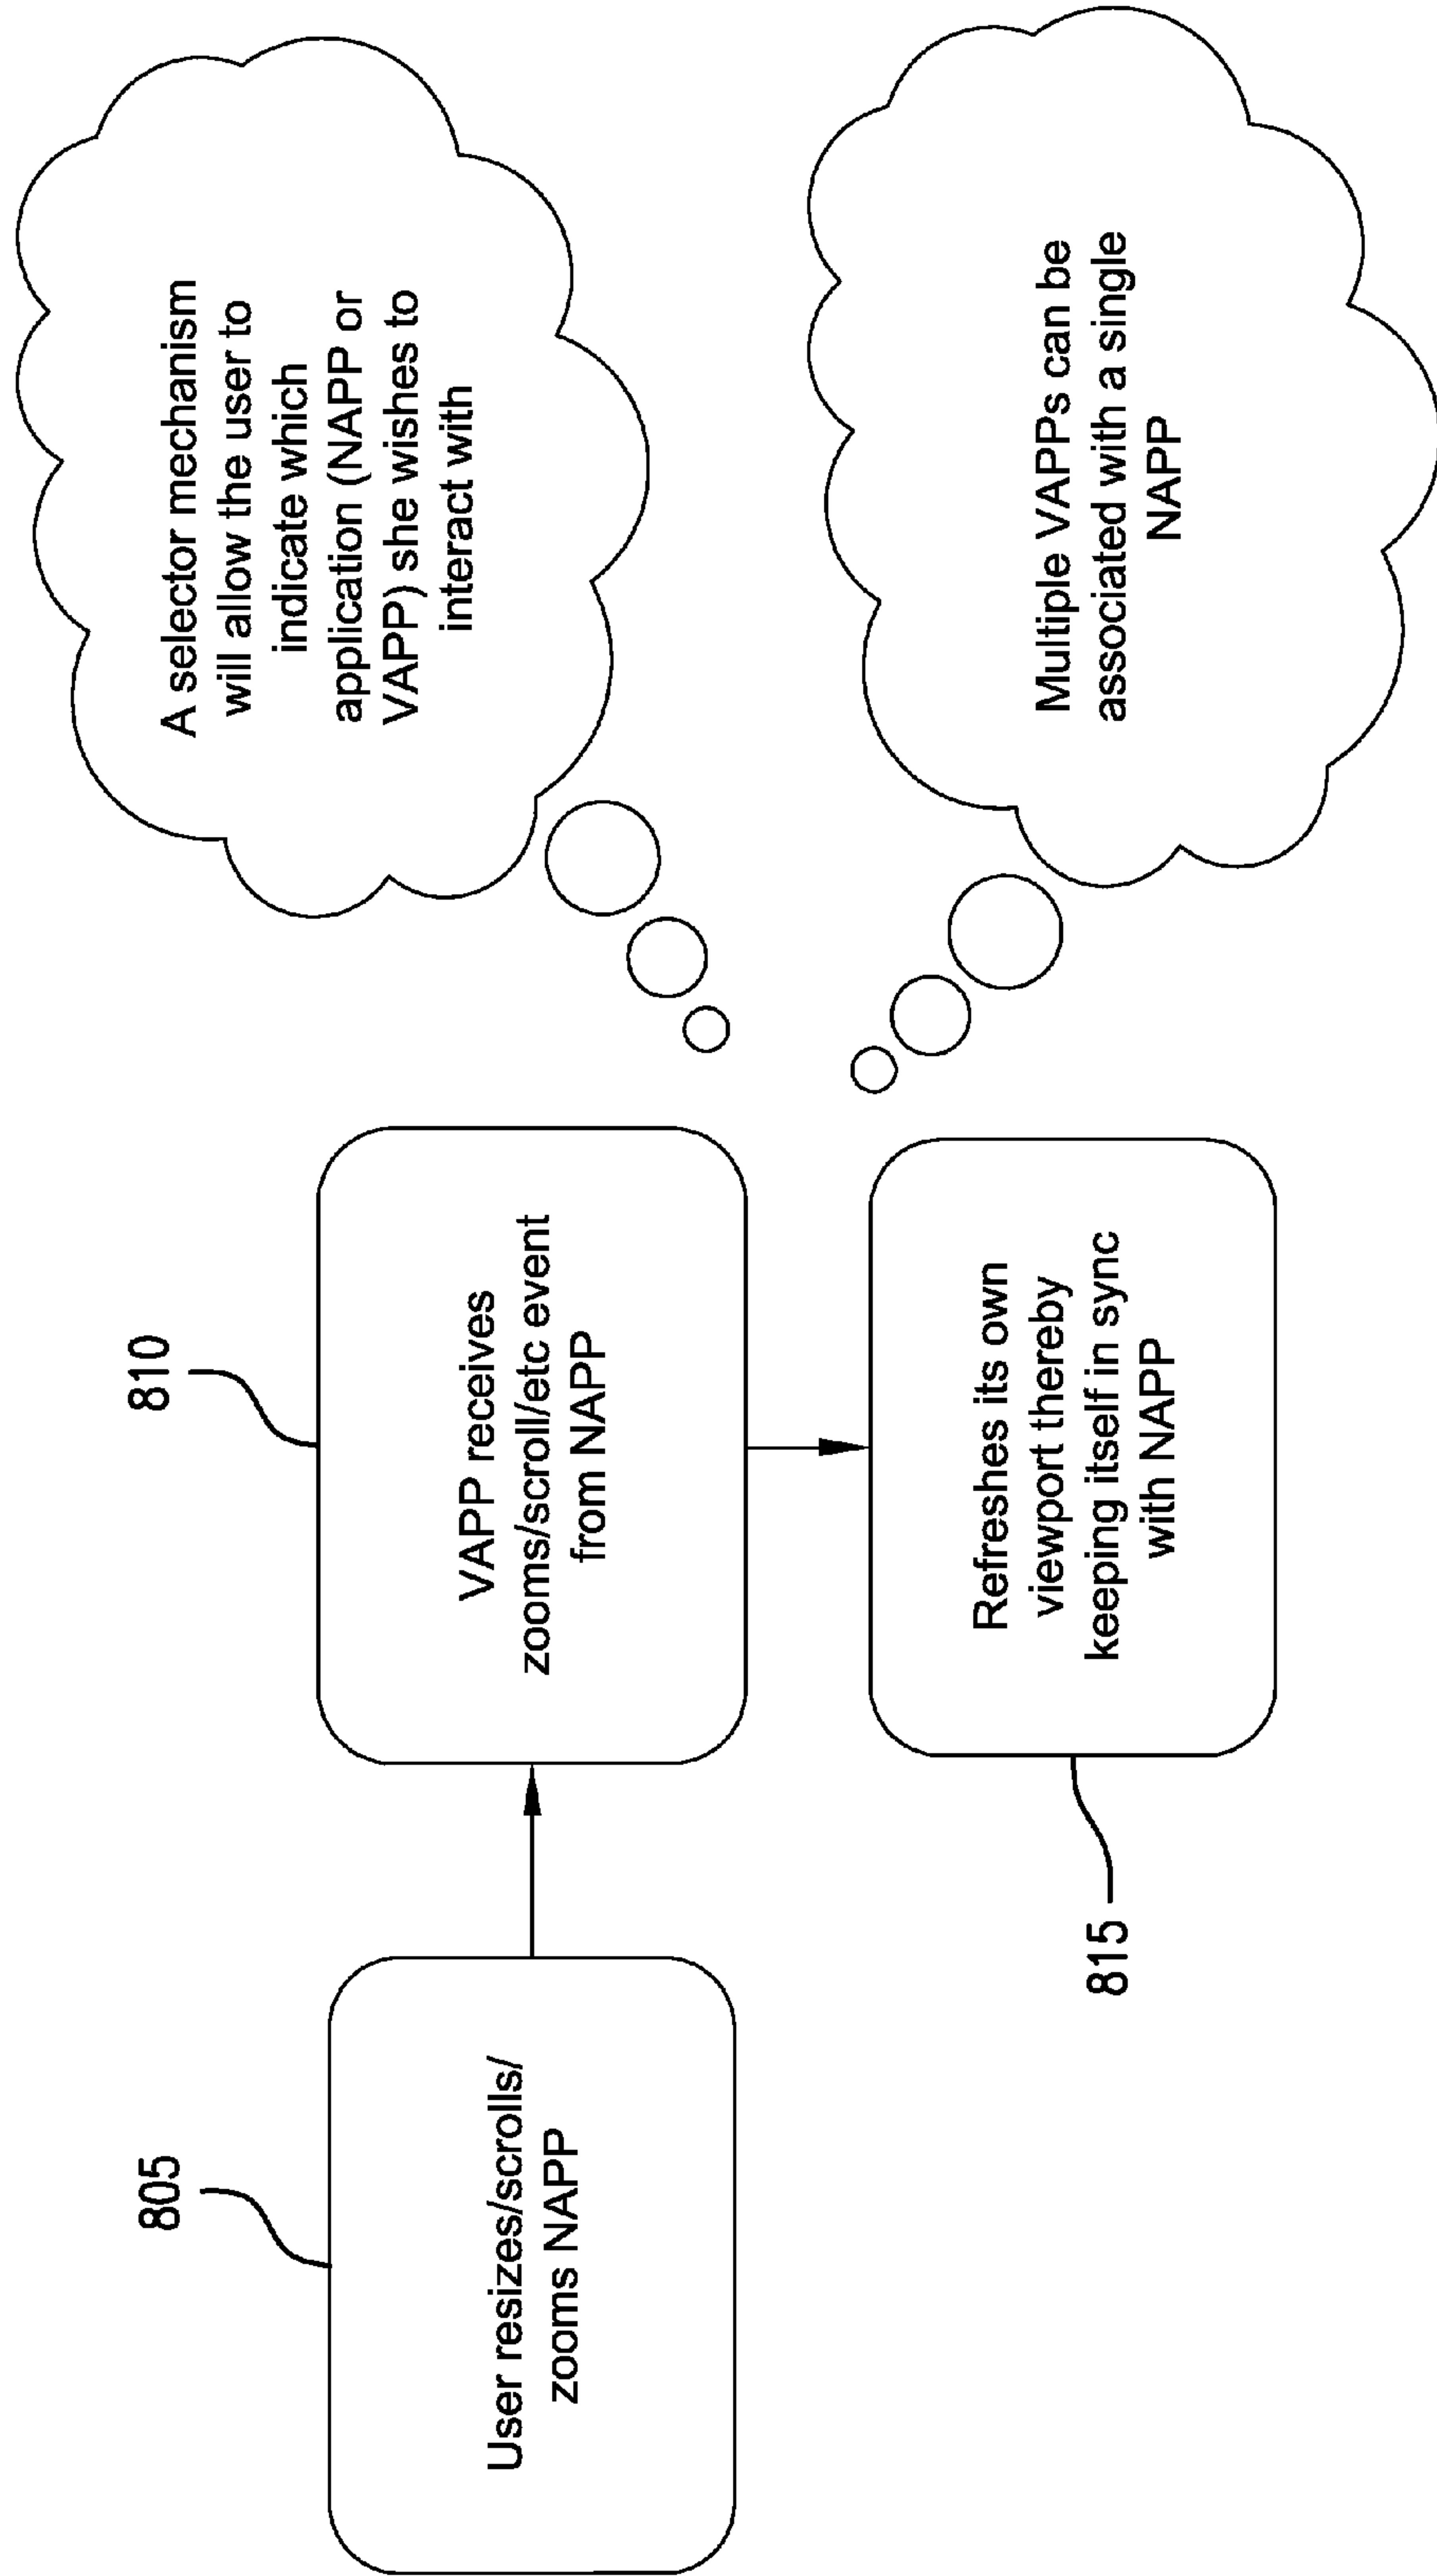 805
User resizes/scrolls/
zooms NAPP
810
VAPP receives
zooms/scroll/etc event
from NAPP
815
Refreshes its own
viewport thereby
keeping itself in sync
with NAPP
A selector mechanism
will allow the user to
indicate which
application (NAPP or
VAPP) she wishes to
interact with
Multiple VAPPs can be
associated with a single
NAPP